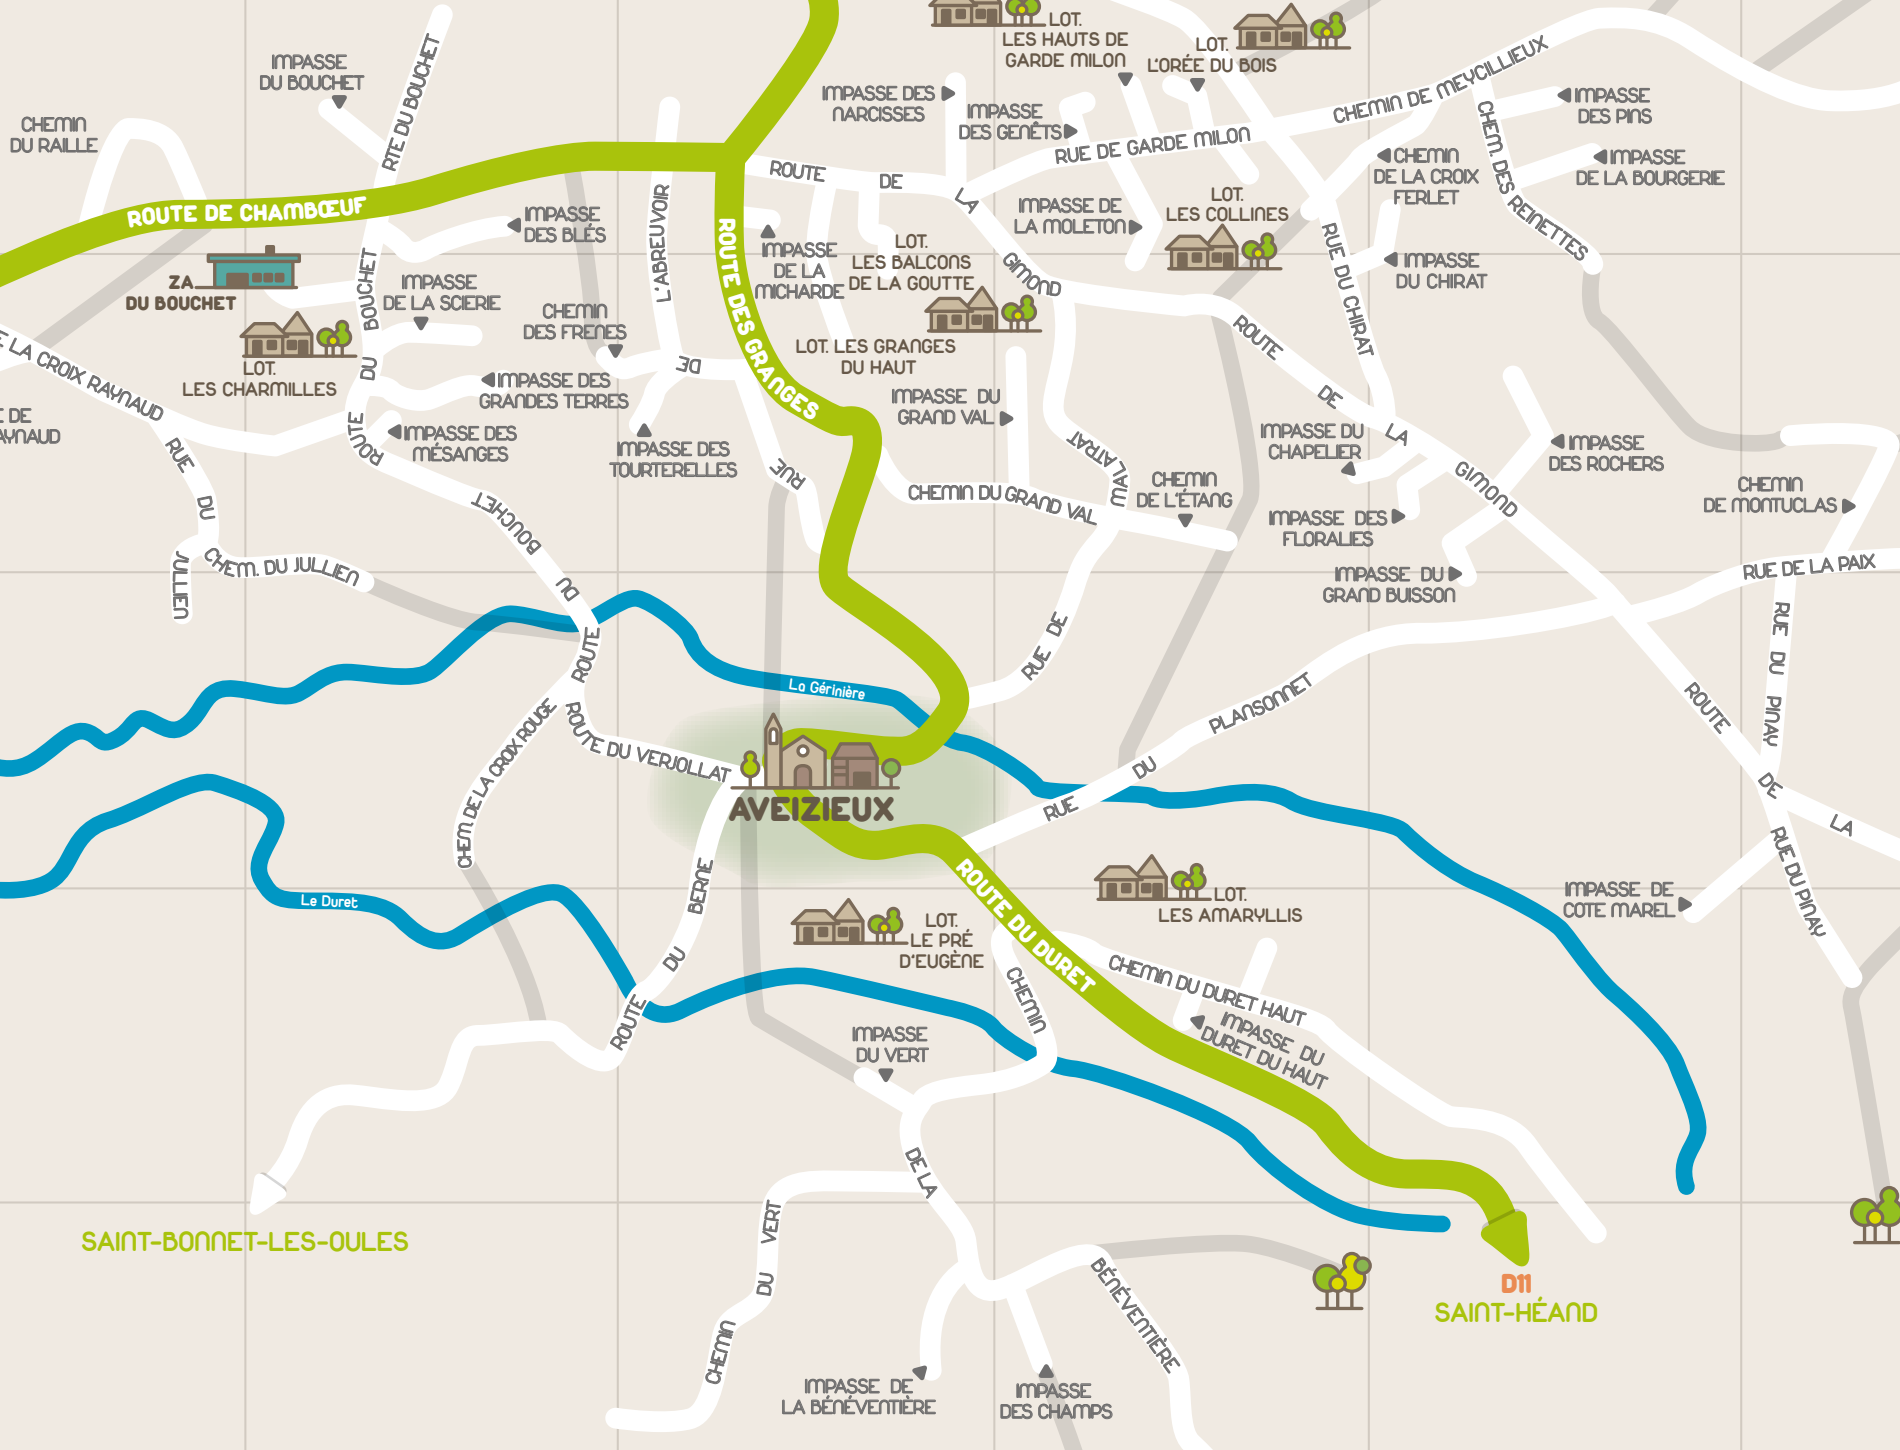 LOT.
LES HAUTS DE
GARDE MILON
LOT.
L'ORÉE DU BOIS
IMPASSE
DU BOUCHET
RTE DU BOUCHET
CHEMIN
DU RAILLE
IMPASSE DES
NARCISSES
IMPASSE
DES GENÊTS
RUE DE GARDE MILON
CHEMIN DE MEYCILLIEUX
IMPASSE
DES PINS
CHEM. DES REINETTES
IMPASSE
DE LA BOURGERIE
CHEMIN
DE LA CROIX
FERLET
ROUTE DE CHAMBŒUF
ROUTE DE LA GIMOND
L'ABREUVOIR
IMPASSE
DES BLÉS
IMPASSE
DE LA
MICHARDE
LOT.
LES BALCONS
DE LA GOUTTE
IMPASSE DE
LA MOLETON
LOT.
LES COLLINES
RUE DU CHIRAT
IMPASSE
DU CHIRAT
ZA
DU BOUCHET
ROUTE DU BOUCHET
IMPASSE
DE LA SCIERIE
CHEMIN
DES FRENES
ROUTE DES GRANGES
LOT. LES GRANGES
DU HAUT
ROUTE DE LA GIMOND
E LA CROIX RAYNAUD
LOT.
LES CHARMILLES
IMPASSE DES
GRANDES TERRES
DE
RUE
E DE
AYNAUD
IMPASSE DES
MÉSANGES
IMPASSE DES
TOURTERELLES
IMPASSE DU
GRAND VAL
MALATRAU
CHEMIN DU GRAND VAL
CHEMIN
DE L'ÉTANG
IMPASSE DU
CHAPELIER
IMPASSE
DES ROCHERS
IMPASSE DES
FLORALIES
CHEMIN
DE MONTUCLAS
IMPASSE DU
GRAND BUISSON
RUE DE LA PAIX
RUE DU
JULLIEN
CHEM. DU JULLIEN
BOUCHET
DU
ROUTE
RUE DE
RUE DU PINAY
La Gérinière
CHEM. DE LA CROIX ROUGE
ROUTE DU VERJOLLAT
RUE DU PLANSONNET
ROUTE DE LA
AVEIZIEUX
RUE DU PINAY
IMPASSE DE
COTE MAREL
Le Duret
ROUTE DU BERNE
LOT.
LE PRÉ
D'EUGÈNE
LOT.
LES AMARYLLIS
ROUTE DU DURET
CHEMIN DU DURET HAUT
IMPASSE DU
DURET DU HAUT
CHEMIN
DE LA
BÉNÉVENTIÈRE
IMPASSE
DU VERT
SAINT-BONNET-LES-OULES
CHEMIN DU VERT
D11
SAINT-HÉAND
IMPASSE DE
LA BÉNÉVENTIÈRE
IMPASSE
DES CHAMPS